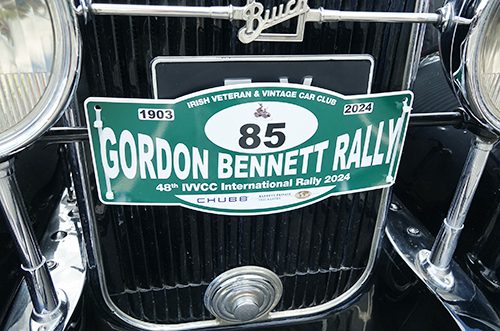 Buick
IRISH VETERAN & VINTAGE CAR CLUB
1903
2024
85
GORDON BENNETT RALLY
48th IVVCC International Rally 2024
CHUBB